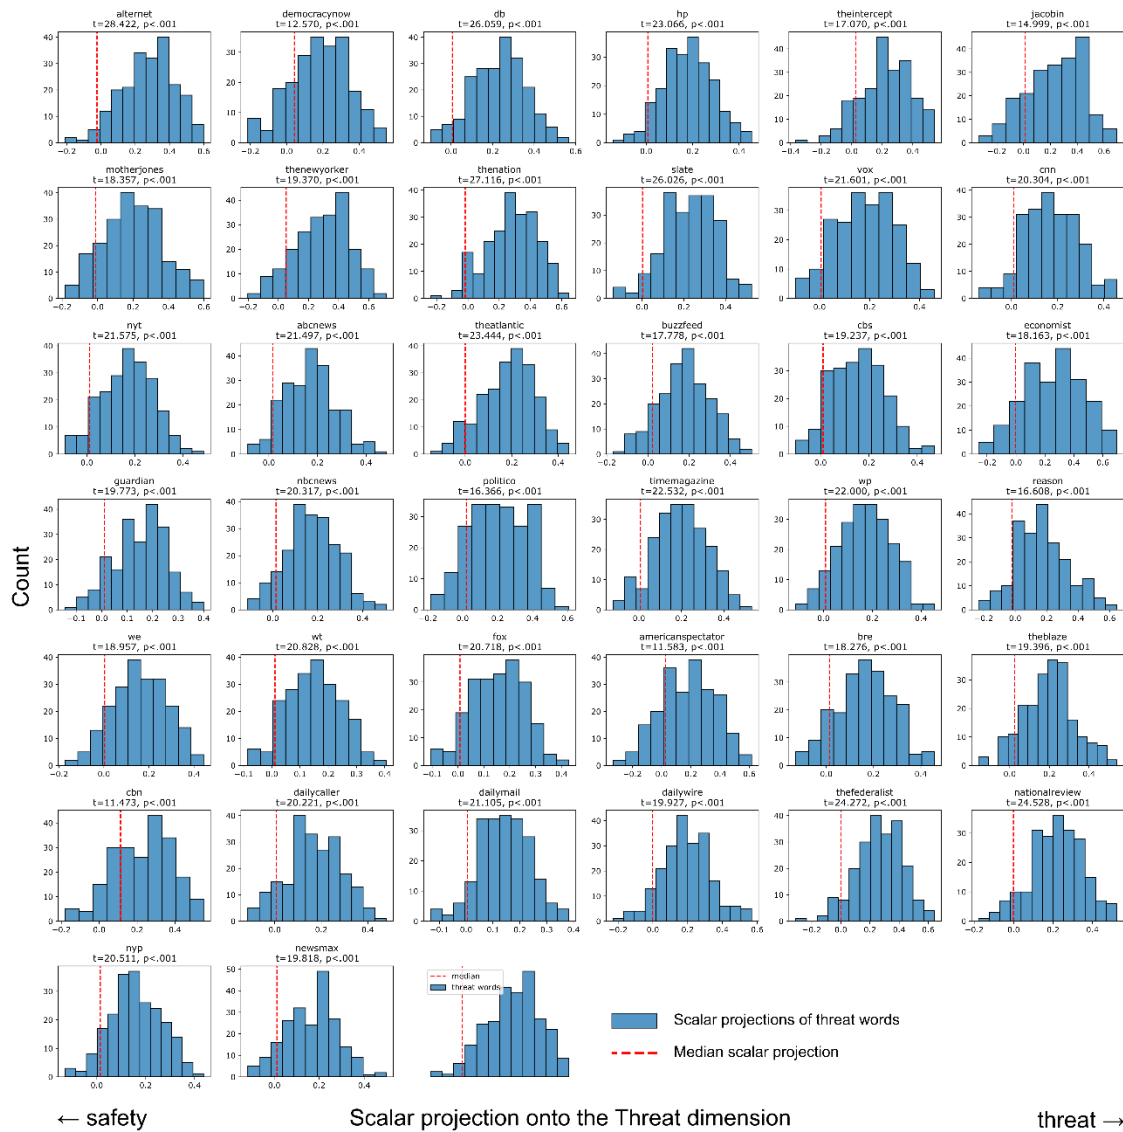 alternet
t=28.422, p<.001
democracynow
t=12.570, p<.001
db
t=26.059, p<.001
hp
t=23.066, p<.001
theintercept
t=17.070, p<.001
jacobin
t=14.999, p<.001
motherjones
t=18.357, p<.001
thenewyorker
t=19.370, p<.001
thenation
t=27.116, p<.001
slate
t=26.026, p<.001
vox
t=21.601, p<.001
cnn
t=20.304, p<.001
nyt
t=21.575, p<.001
abcnews
t=21.497, p<.001
theatlantic
t=23.444, p<.001
buzzfeed
t=17.778, p<.001
cbs
t=19.237, p<.001
economist
t=18.163, p<.001
guardian
t=19.773, p<.001
nbcnews
t=20.317, p<.001
politico
t=16.366, p<.001
timemagazine
t=22.532, p<.001
wp
t=22.000, p<.001
reason
t=16.608, p<.001
Count
we
t=18.957, p<.001
wt
t=20.828, p<.001
fox
t=20.718, p<.001
americanspectator
t=11.583, p<.001
bre
t=18.276, p<.001
theblaze
t=19.396, p<.001
cbn
t=11.473, p<.001
dailycaller
t=20.221, p<.001
dailymail
t=21.105, p<.001
dailywire
t=19.927, p<.001
thefederalist
t=24.272, p<.001
nationalreview
t=24.528, p<.001
nyp
t=20.511, p<.001
newsmax
t=19.818, p<.001
median
threat words
Scalar projections of threat words
Median scalar projection
← safety
Scalar projection onto the Threat dimension
threat →